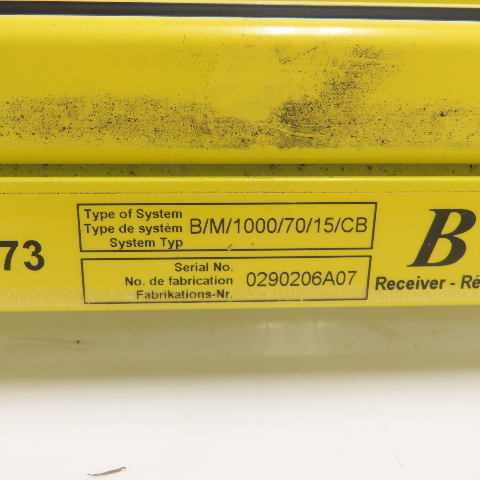 73
Type of System
Type de systèm
System Typ
B/M/1000/70/15/CB
Serial No.
No. de fabrication
Fabrikations-Nr.
0290206A07
B
Receiver - Ré